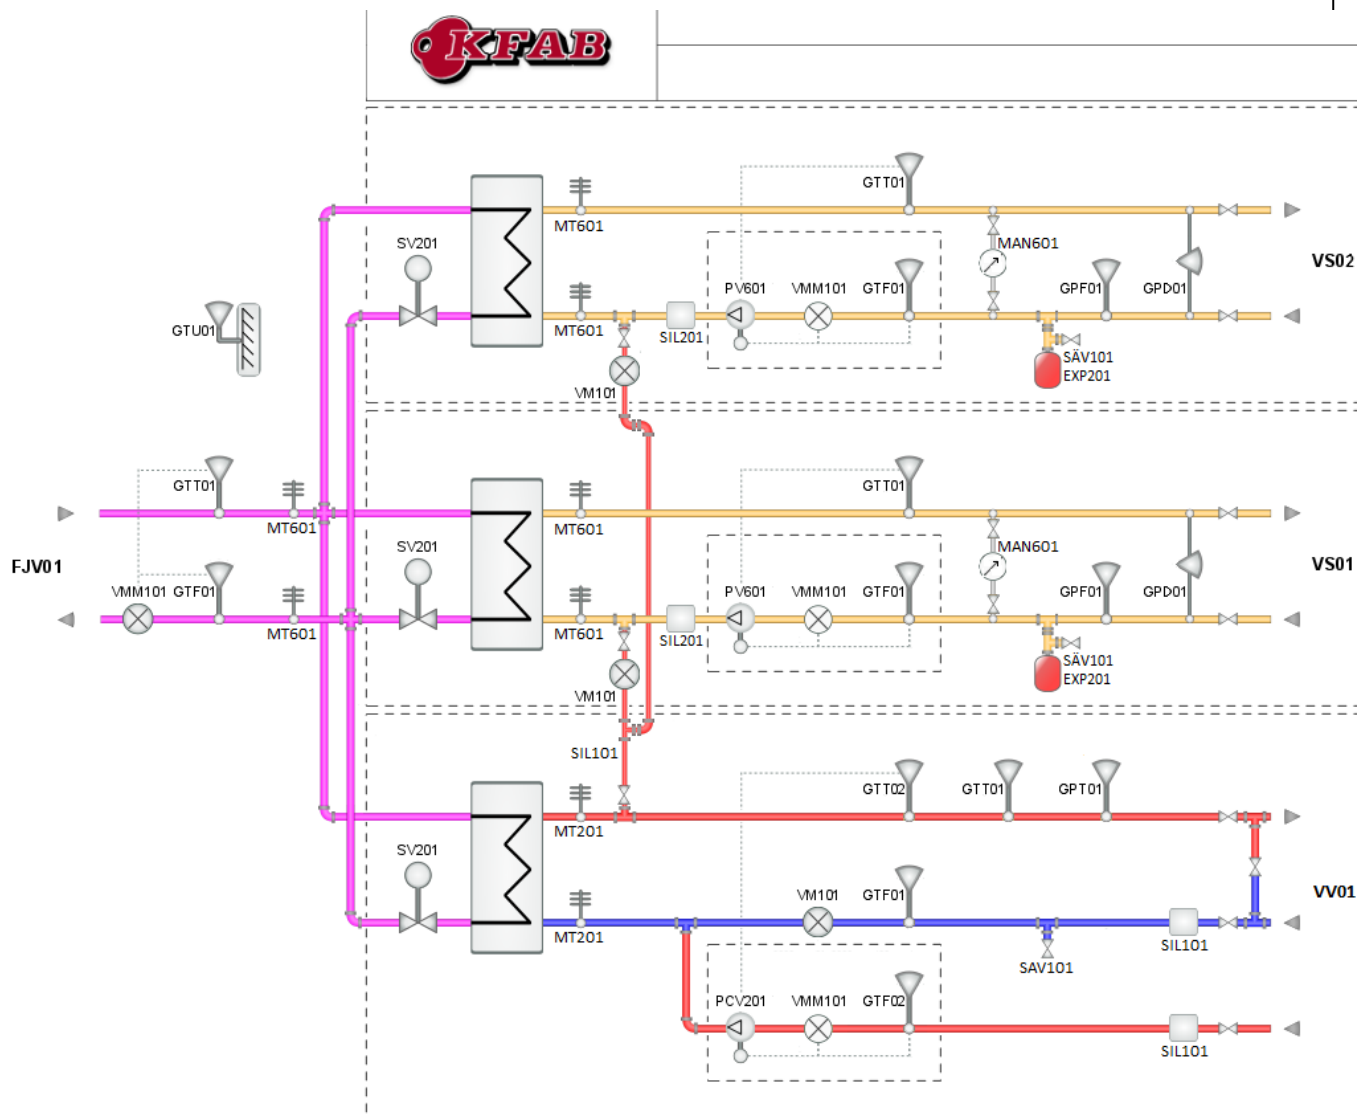 KFAB
GTT01
MT601
MAN601
SV201
VS02
PV601
VMM101
GTF01
GPF01
GPD01
MT601
SIL201
GTU01
SÄV101
EXP201
VM101
GTT01
GTT01
MT601
MT601
MAN601
SV201
FJV01
VS01
VMM101
GTF01
PV601
VMM101
GTF01
GPF01
GPD01
MT601
MT601
SIL201
SÄV101
EXP201
VM101
SIL101
GTT02
GTT01
GPT01
MT201
SV201
VM101
GTF01
VV01
MT201
SIL101
SAV101
PCV201
VMM101
GTF02
SIL101